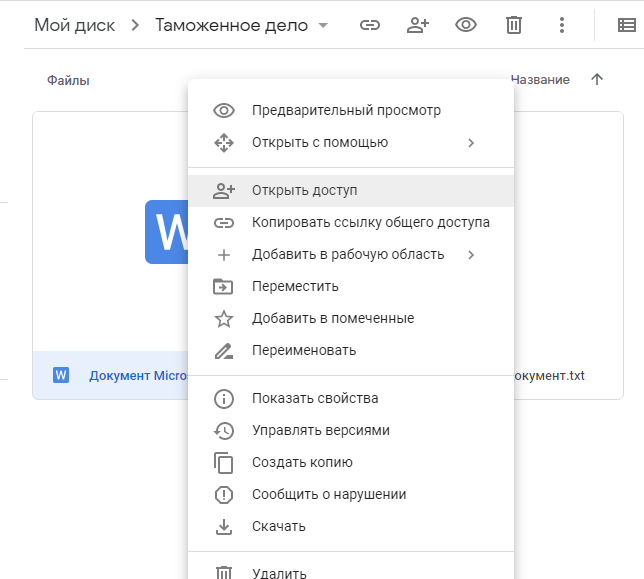 Мой диск > Таможенное дело
Файлы
Название
Предварительный просмотр
Открыть с помощью
Открыть доступ
Копировать ссылку общего доступа
Добавить в рабочую область
Переместить
Добавить в помеченные
Переименовать
W
W Документ Micro
окумент.txt
Показать свойства
Управлять версиями
Создать копию
Сообщить о нарушении
Скачать
Удалить